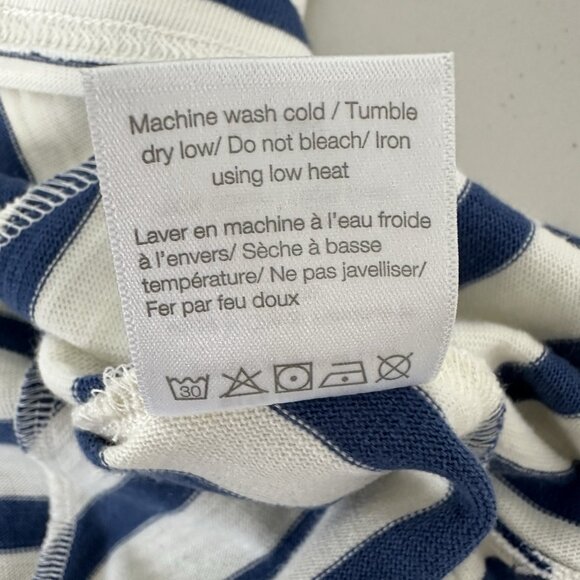 Machine wash cold / Tumble
dry low/ Do not bleach/ Iron
using low heat
Laver en machine à l'eau froide
à l'envers/ Sèche à basse
température/ Ne pas javelliser/
Fer par feu doux
30